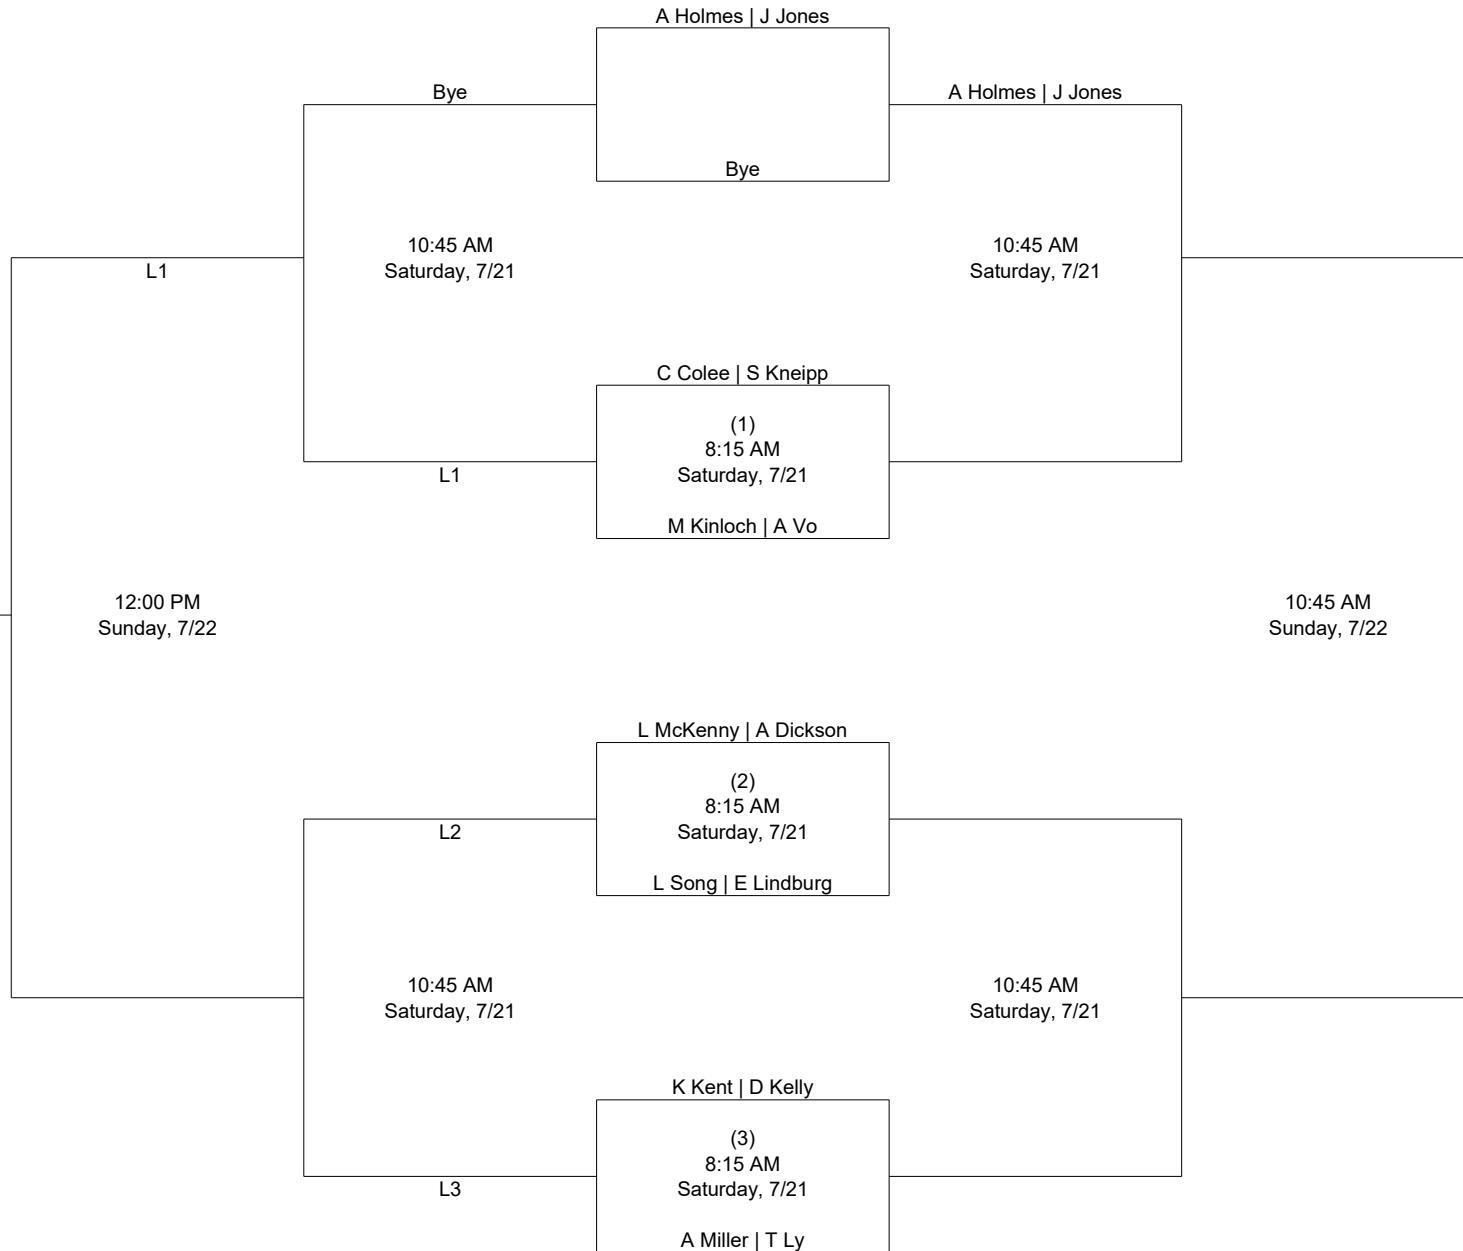 A Holmes | J Jones
Bye
A Holmes | J Jones
Bye
10:45 AM
Saturday, 7/21
10:45 AM
Saturday, 7/21
L1
C Colee | S Kneipp
(1)
8:15 AM
Saturday, 7/21
L1
M Kinloch | A Vo
12:00 PM
Sunday, 7/22
10:45 AM
Sunday, 7/22
L McKenny | A Dickson
(2)
8:15 AM
Saturday, 7/21
L2
L Song | E Lindburg
10:45 AM
Saturday, 7/21
10:45 AM
Saturday, 7/21
K Kent | D Kelly
(3)
8:15 AM
Saturday, 7/21
L3
A Miller | T Ly